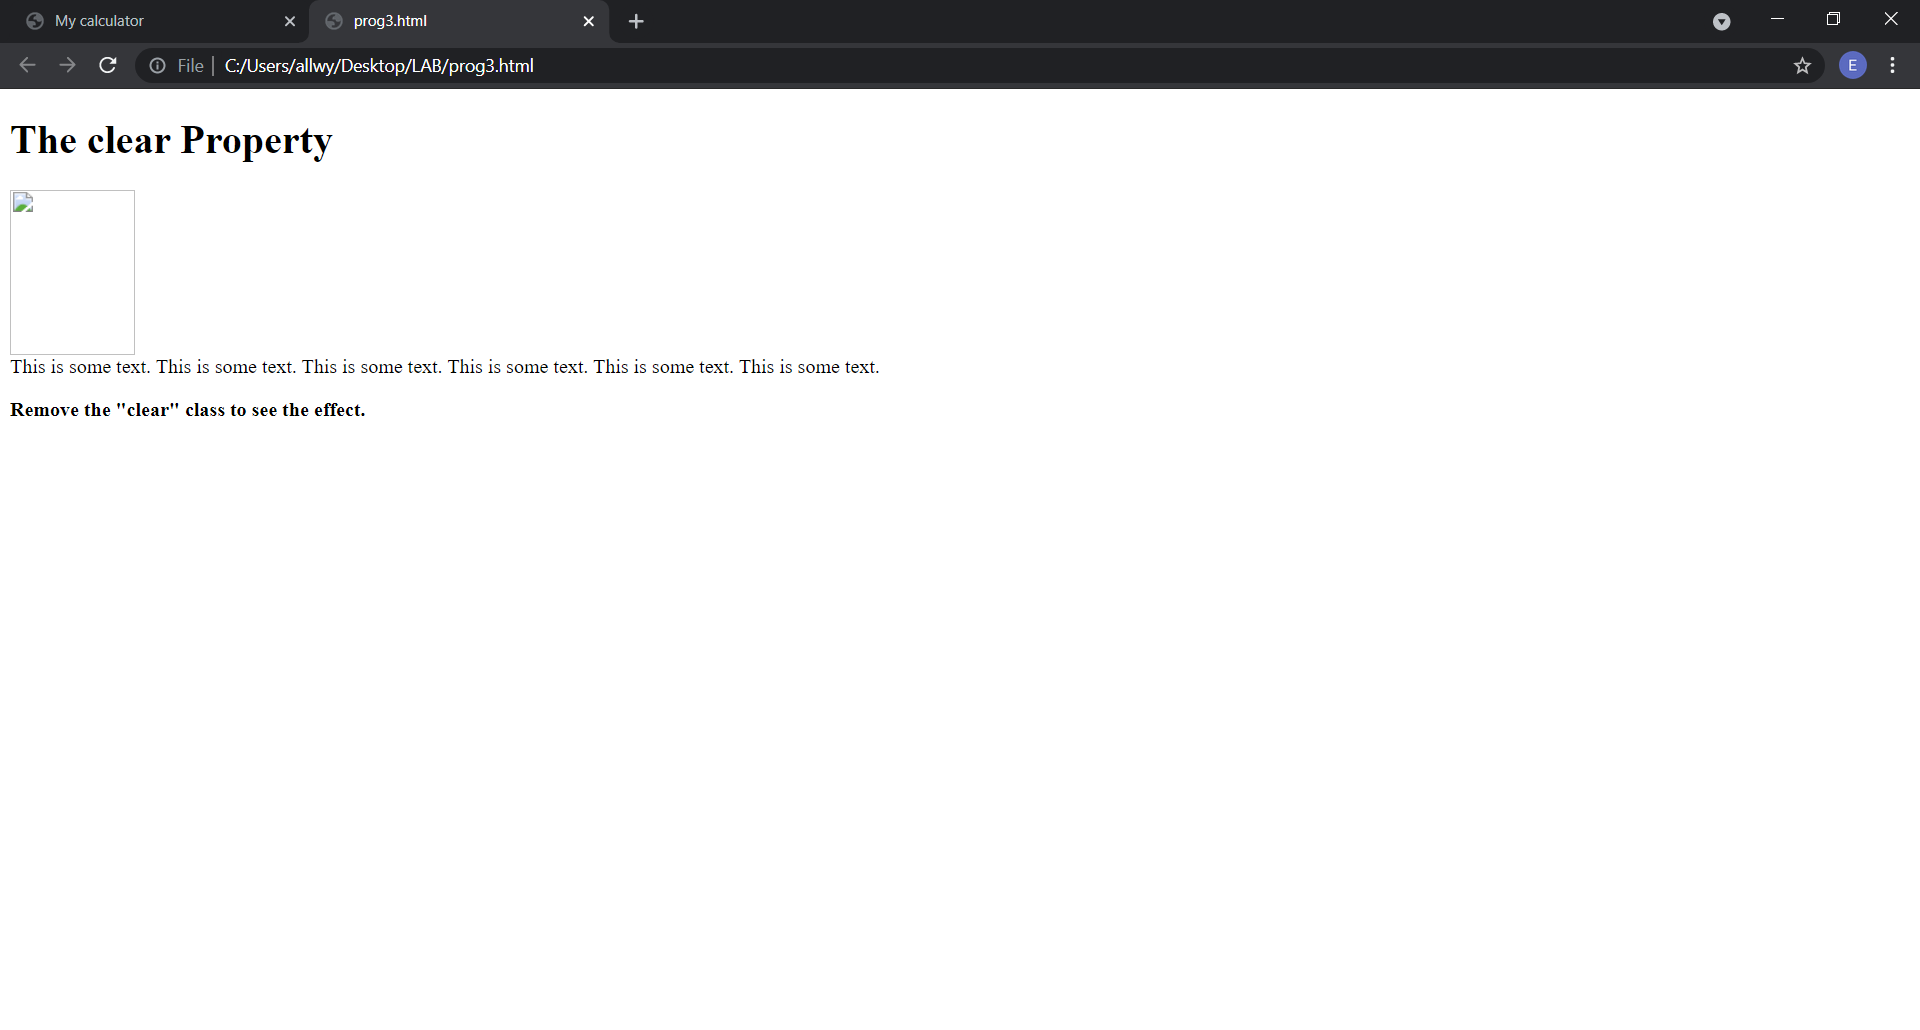 My calculator
prog3.html
File | C:/Users/allwy/Desktop/LAB/prog3.html
E
The clear Property
This is some text. This is some text. This is some text. This is some text. This is some text. This is some text.
Remove the "clear" class to see the effect.